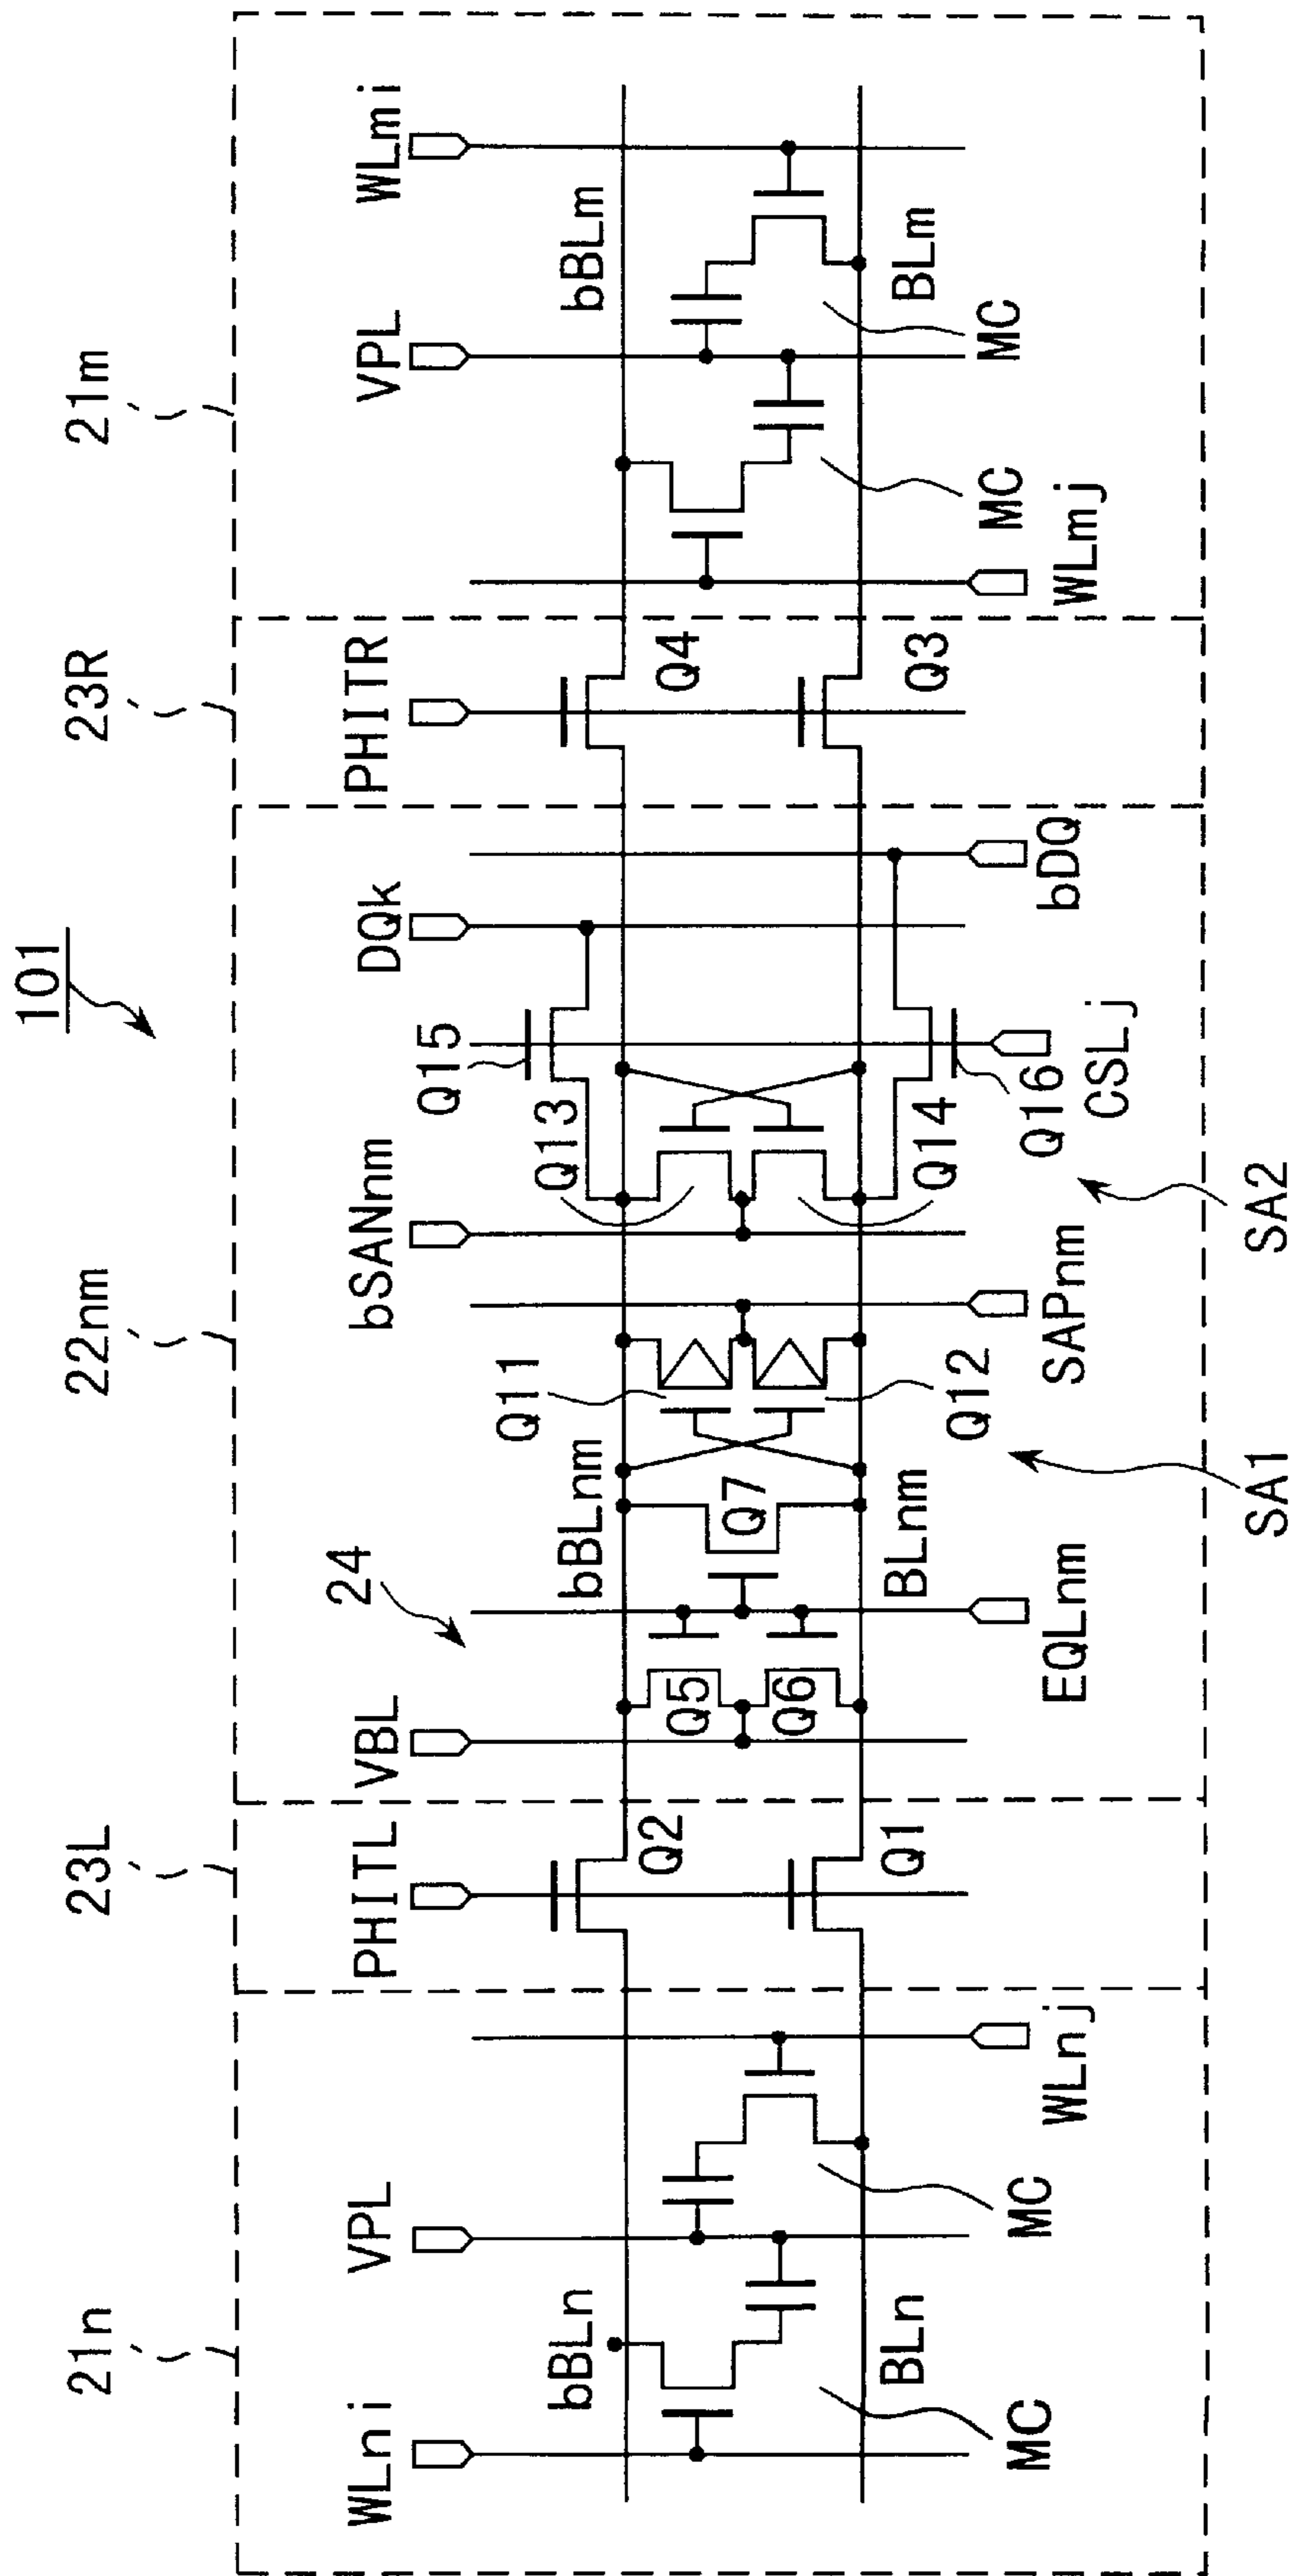 101
21n
23L
22nm
23R
21m
WLni
VPL
PHITL
VBL
24
bSANnm
DQk
PHITR
VPL
WLmi
bBLn
Q2
bBLnm
Q11
Q13
Q15
Q4
bBLm
Q5
Q6
Q7
BLn
Q1
BLnm
Q12
Q14
Q3
BLm
MC
MC
WLnj
EQLnm
SAPnm
Q16
CSLj
bDQ
WLmj
MC
MC
SA1
SA2